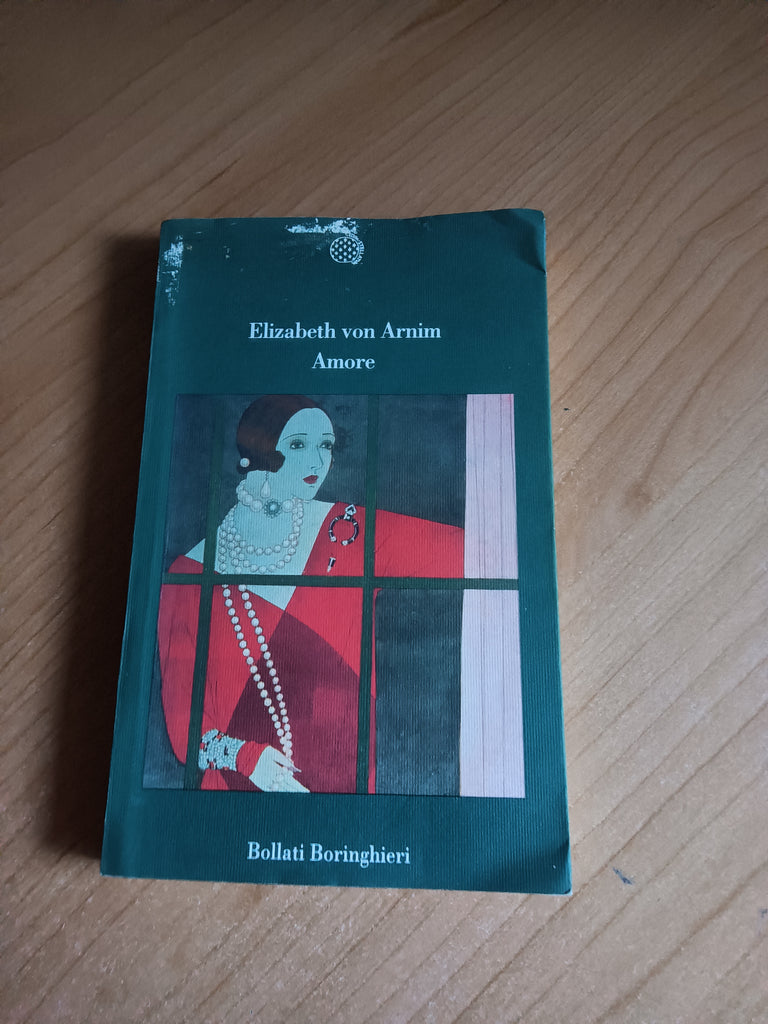 Elizabeth von Arnim
Amore
Bollati Boringhieri